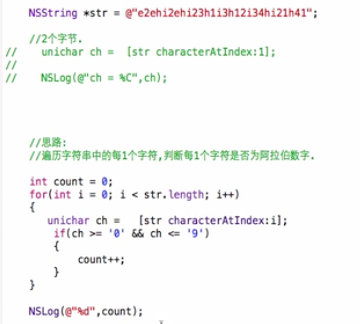 NSString *str = @"e2ehi2ehi23h1i3h12i34hi21h41";
//2个字节.
//    unichar ch =  [str characterAtIndex:1];
//
//    NSLog(@"ch = %C",ch);
//思路:
//遍历字符串中的每1个字符,判断每1个字符是否为阿拉伯数字.
int count = 0;
for(int i = 0; i < str.length; i++)
{
unichar ch =   [str characterAtIndex:i];
if(ch >= '0' && ch <= '9')
{
count++;
}
}
NSLog(@"%d",count);